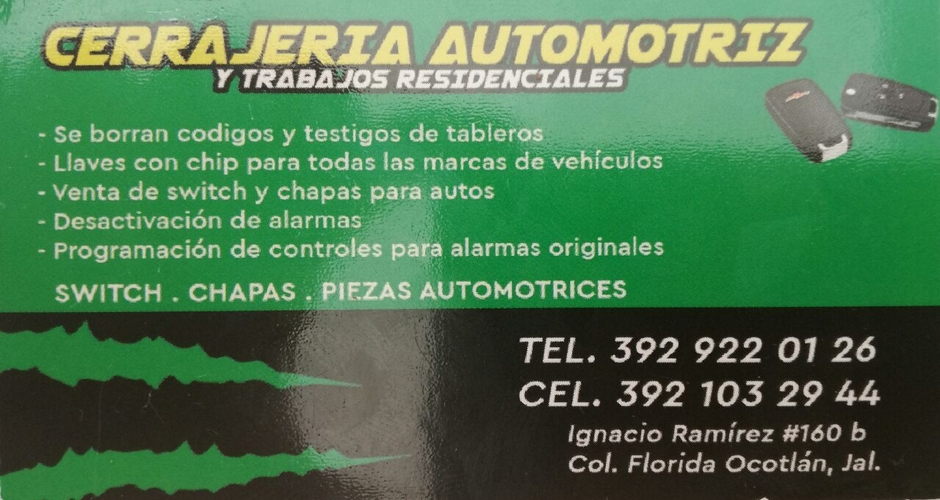 CERRAJERIA AUTOMOTRIZ
Y TRABAJOS RESIDENCIALES
- Se borran codigos y testigos de tableros
- Llaves con chip para todas las marcas de vehículos
- Venta de switch y chapas para autos
- Desactivación de alarmas
- Programación de controles para alarmas originales
SWITCH . CHAPAS . PIEZAS AUTOMOTRICES
TEL. 392 922 01 26
CEL. 392 103 29 44
Ignacio Ramírez #160 b
Col. Florida Ocotlán, Jal.